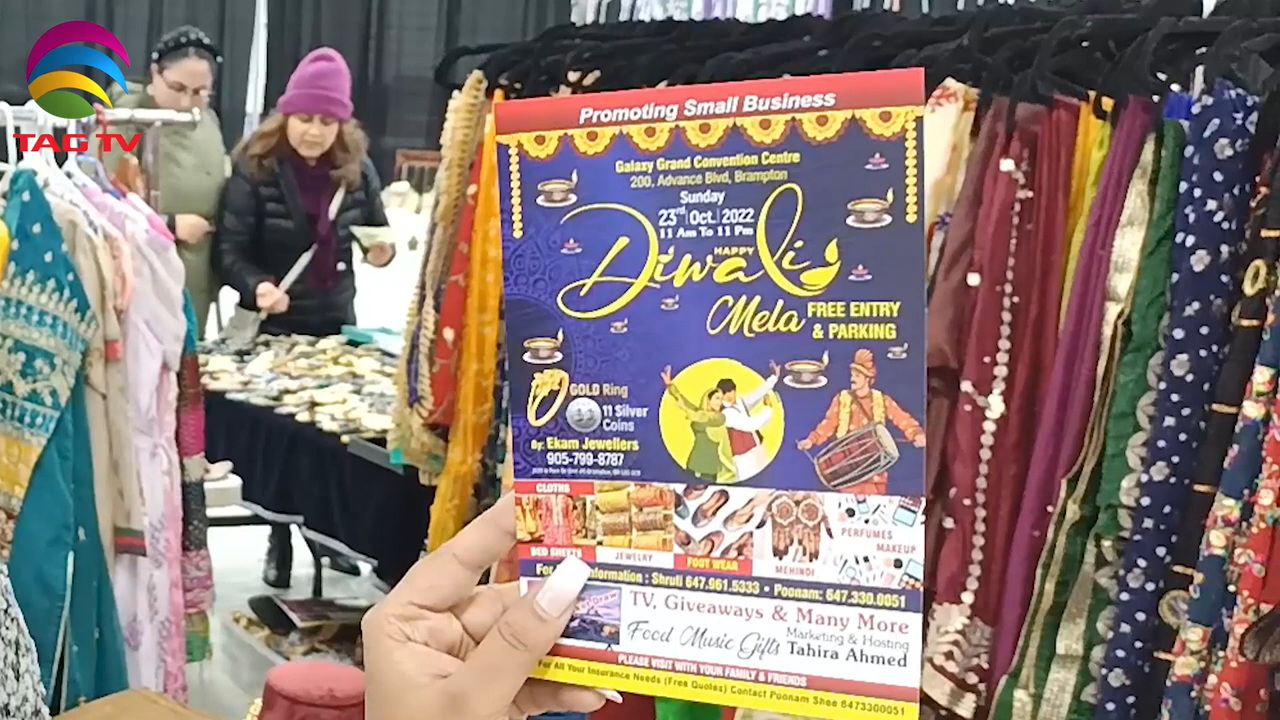 TAG TV
Promoting Small Business
Galaxy Grand Convention Centre
200, Advance Blvd, Brampton
Sunday
23rd Oct. 2022
11 Am To 11 Pm
HAPPY
Diwali
Mela
FREE ENTRY
& PARKING
GOLD Ring
11 Silver
Coins
By: Ekam Jewellers
905-799-8787
CLOTHS
BED SHEETS
JEWELRY
FOOT WEAR
MEHINDI
PERFUMES
MAKEUP
For Information : Shruti 647.961.5333 • Poonam: 647.330.0051
TV, Giveaways & Many More
Food Music Gifts
Marketing & Hosting
Tahira Ahmed
PLEASE VISIT WITH YOUR FAMILY & FRIENDS
For All Your Insurance Needs (Free Quotes) Contact Poonam Shee 6473300051